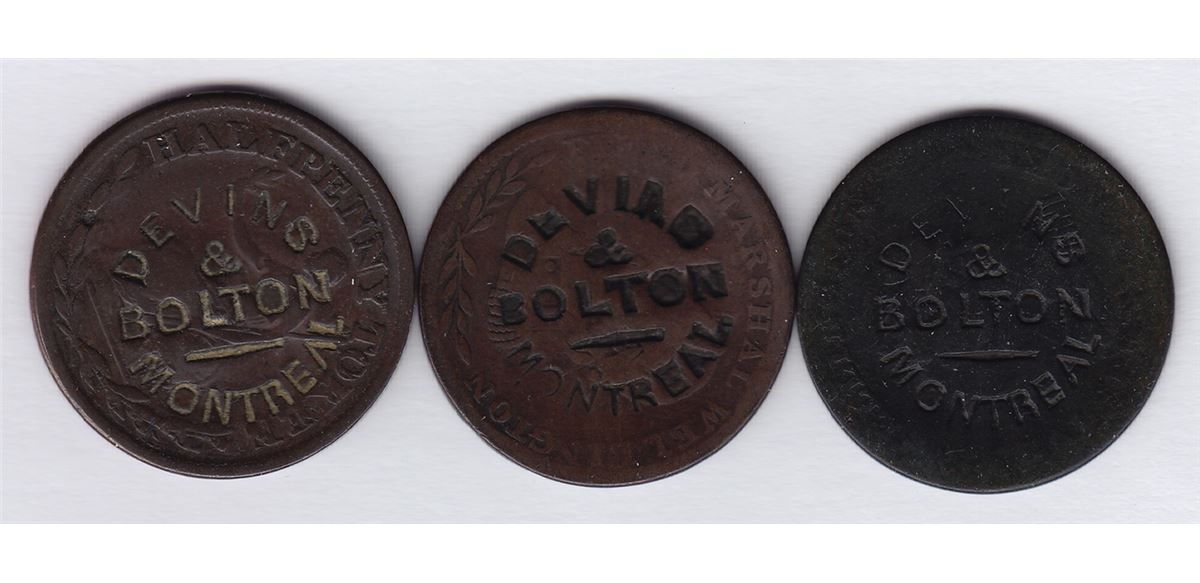 HALFPENNY TOKEN
DEVINS
&
BOLTON
MONTREAL
MARSHAL WELLINGTON
DEVINS
&
BOLTON
MONTREAL
&
BOLTON
MONTREAL